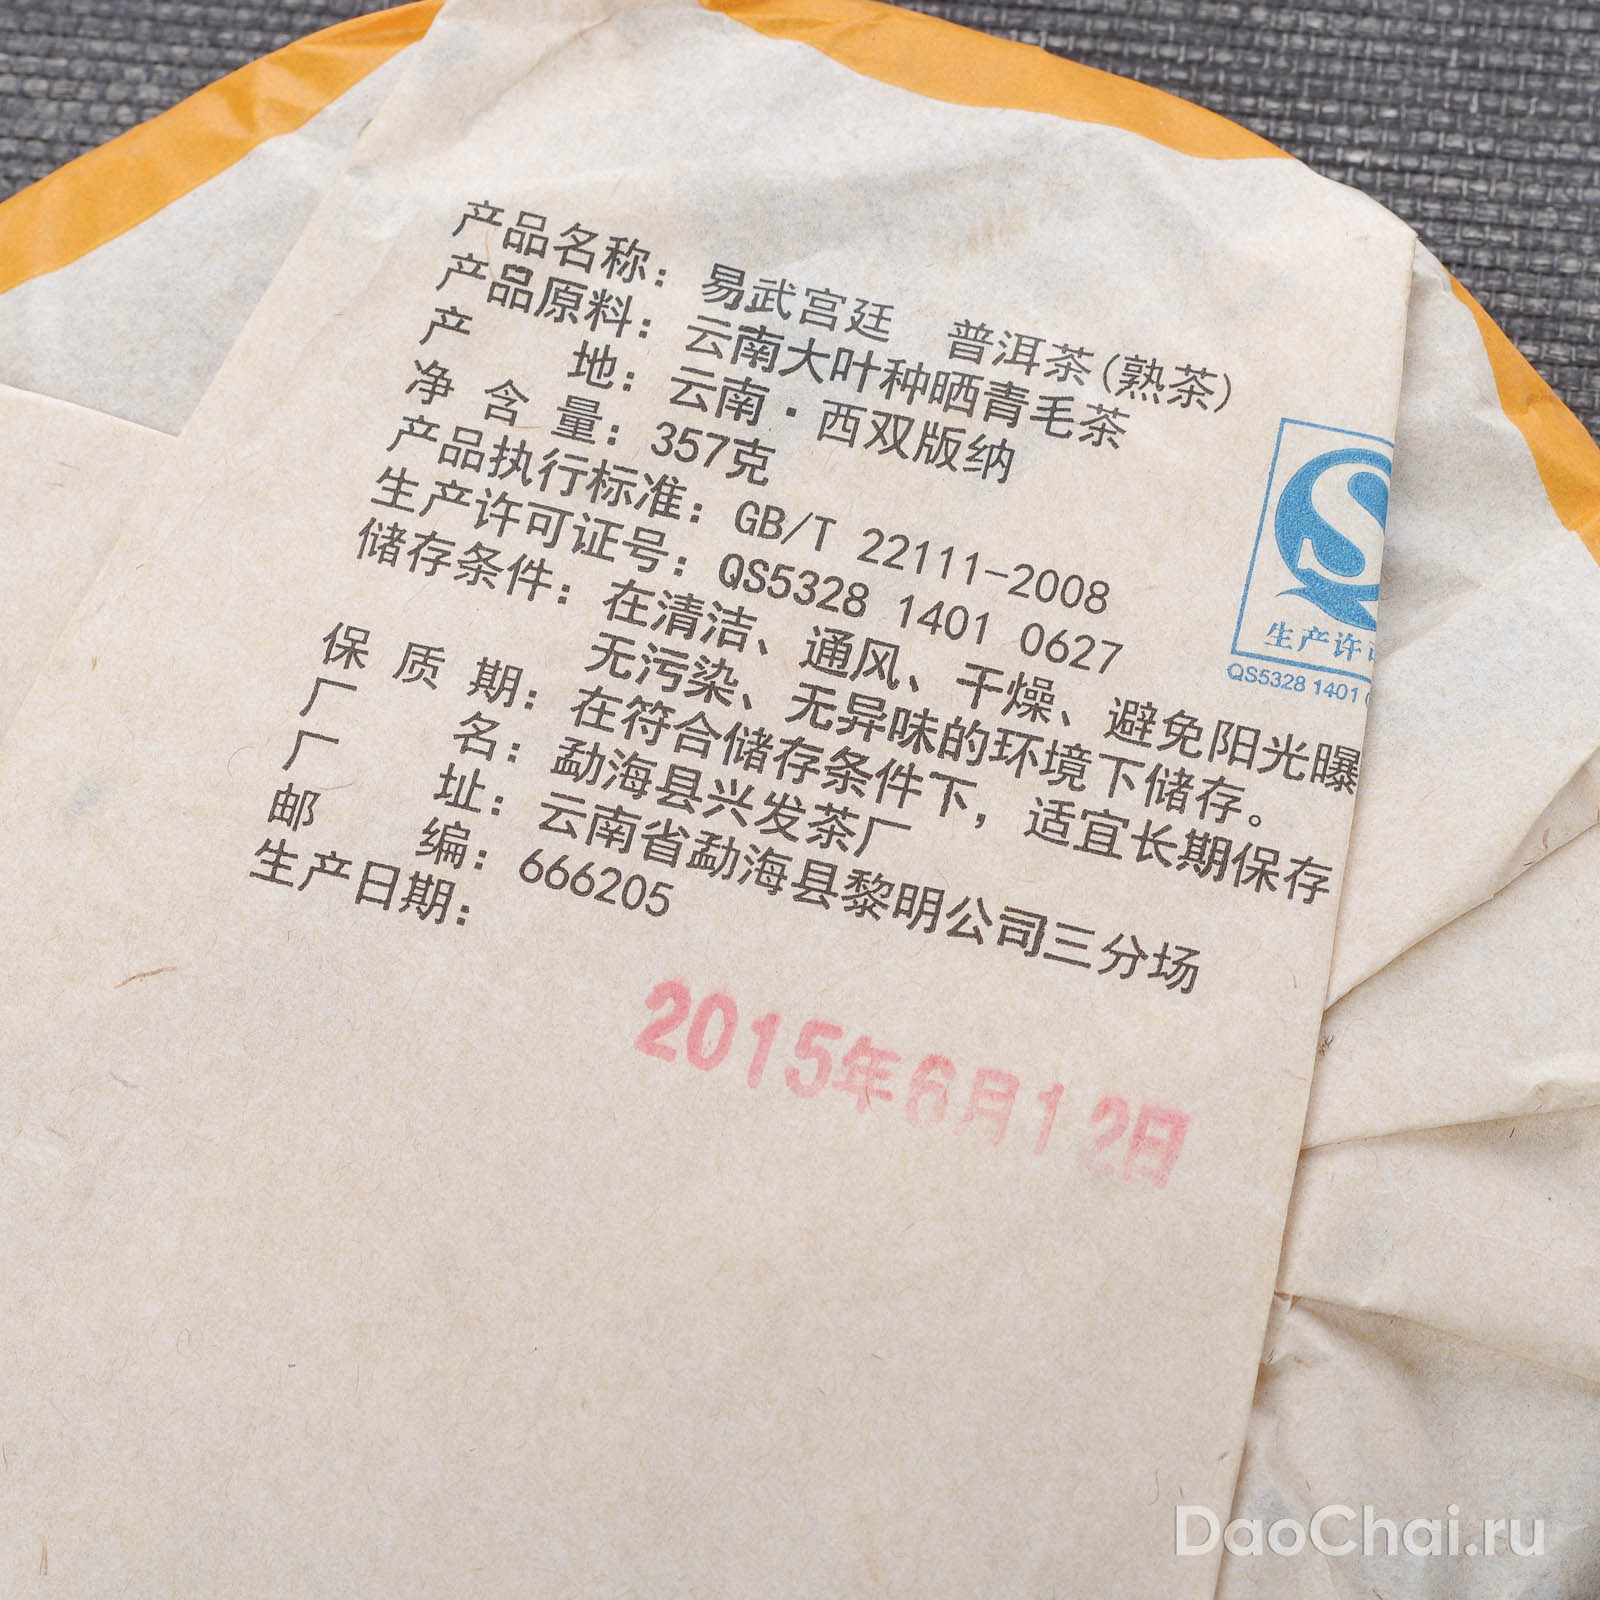 产品名称：易武宫廷 普洱茶(熟茶)
产品原料：云南大叶种晒青毛茶
产 地：云南·西双版纳
净 含 量：357克
产品执行标准：GB/T 22111-2008
生产许可证号：QS5328 1401 0627
储存条件：在清洁、通风、干燥、避免阳光曝
无污染、无异味的环境下储存。
保 质 期：在符合储存条件下，适宜长期保存
厂 名：勐海县兴发茶厂
厂 址：云南省勐海县黎明公司三分场
邮 编：666205
生产日期：
2015年6月12日
生产许
QS5328 1401
DaoChai.ru